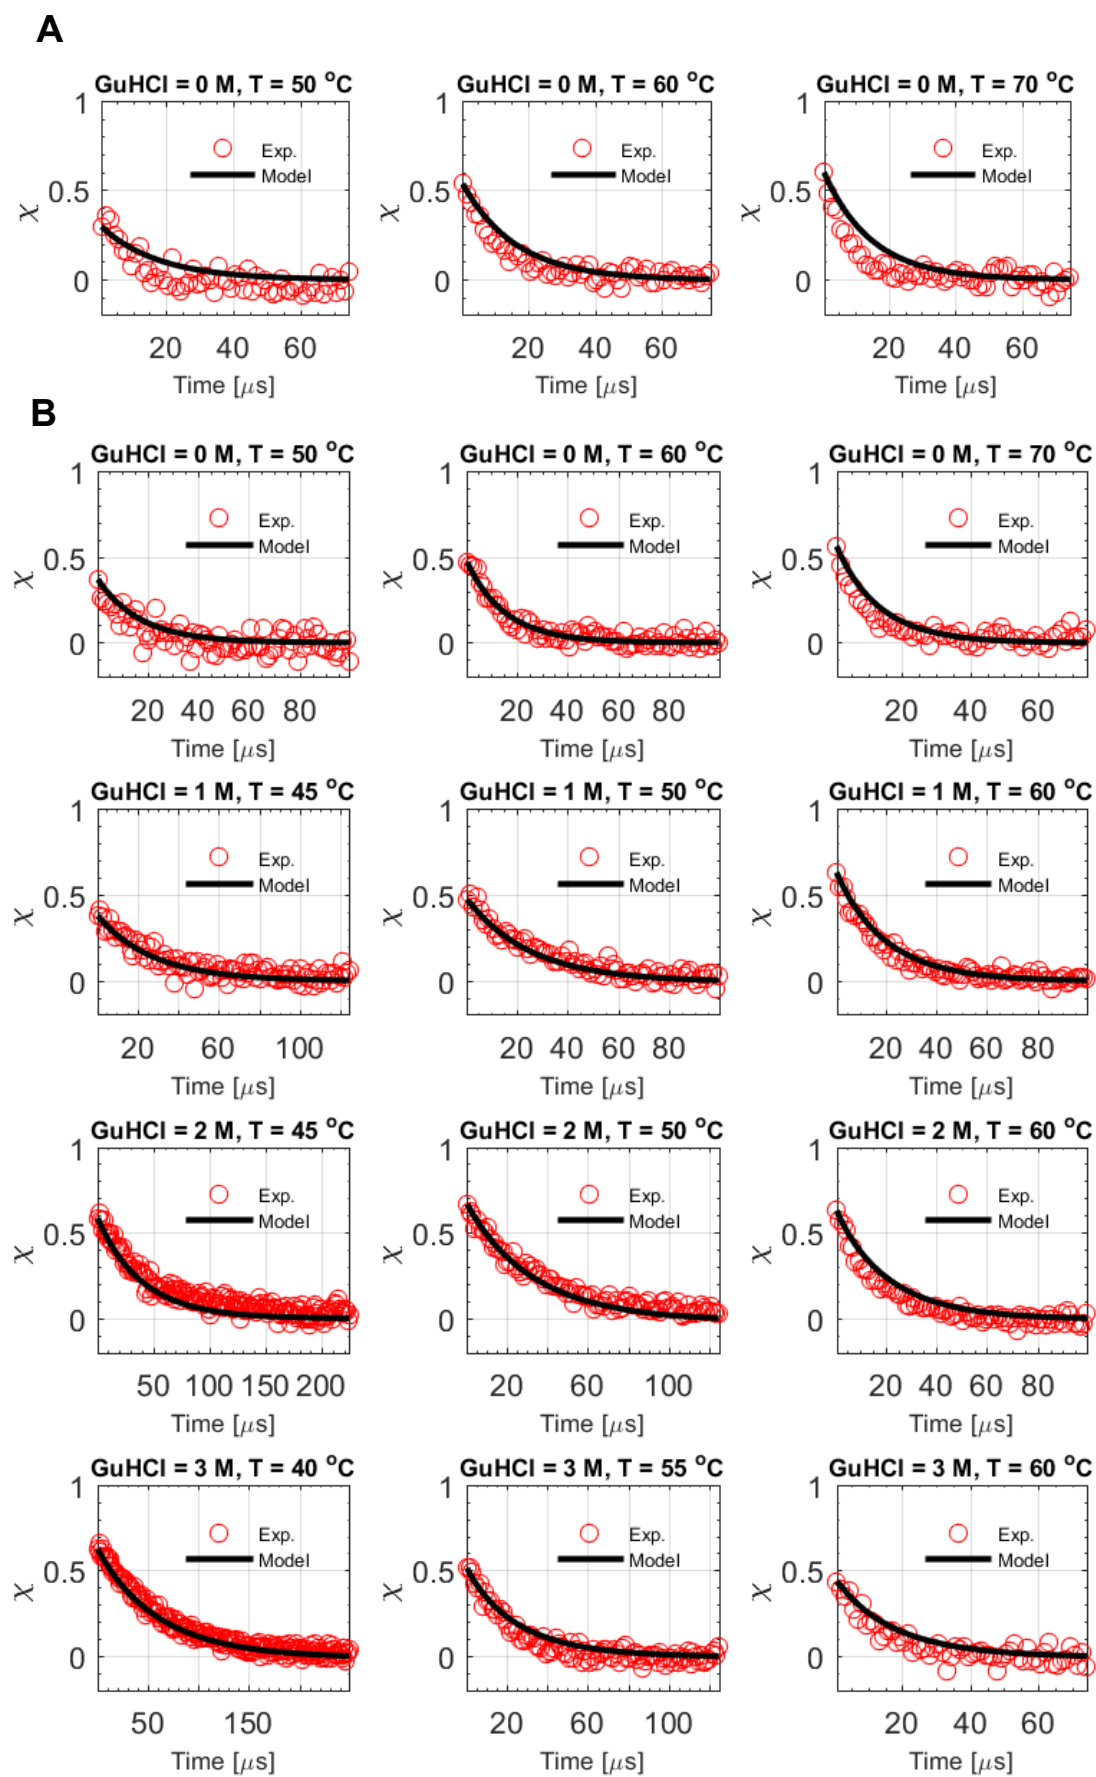 A
GuHCl = 0 M, T = 50 °C GuHCl = 0 M, T = 60 °C GuHCl = 0 M, T = 70 °C
1 1 1
Exp. Exp. Exp.
Model Model Model
0.5 0.5 0.5
χ χ χ
0 0 0
20 40 60 20 40 60 20 40 60
Time [μs] Time [μs] Time [μs]
B
GuHCl = 0 M, T = 50 °C GuHCl = 0 M, T = 60 °C GuHCl = 0 M, T = 70 °C
1 1 1
Exp. Exp. Exp.
Model Model Model
0.5 0.5 0.5
χ χ χ
0 0 0
20 40 60 80 20 40 60 80 20 40 60
Time [μs] Time [μs] Time [μs]
GuHCl = 1 M, T = 45 °C GuHCl = 1 M, T = 50 °C GuHCl = 1 M, T = 60 °C
1 1 1
Exp. Exp. Exp.
Model Model Model
0.5 0.5 0.5
χ χ χ
0 0 0
20 60 100 20 40 60 80 20 40 60 80
Time [μs] Time [μs] Time [μs]
GuHCl = 2 M, T = 45 °C GuHCl = 2 M, T = 50 °C GuHCl = 2 M, T = 60 °C
1 1 1
Exp. Exp. Exp.
Model Model Model
0.5 0.5 0.5
χ χ χ
0 0 0
50 100 150 200 20 60 100 20 40 60 80
Time [μs] Time [μs] Time [μs]
GuHCl = 3 M, T = 40 °C GuHCl = 3 M, T = 55 °C GuHCl = 3 M, T = 60 °C
1 1 1
Exp. Exp. Exp.
Model Model Model
0.5 0.5 0.5
χ χ χ
0 0 0
50 150 20 60 100 20 40 60
Time [μs] Time [μs] Time [μs]